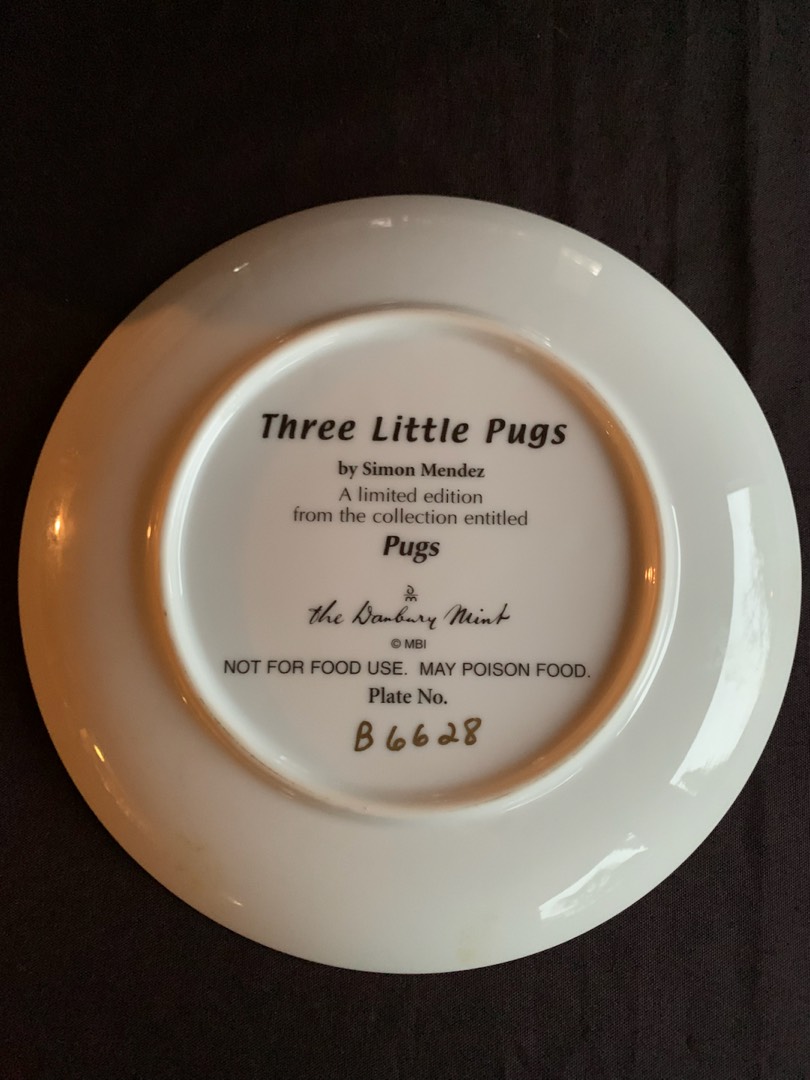 Three Little Pugs
by Simon Mendez
A limited edition
from the collection entitled
Pugs
DM
the Danbury Mint
© MBI
NOT FOR FOOD USE. MAY POISON FOOD.
Plate No.
B6628